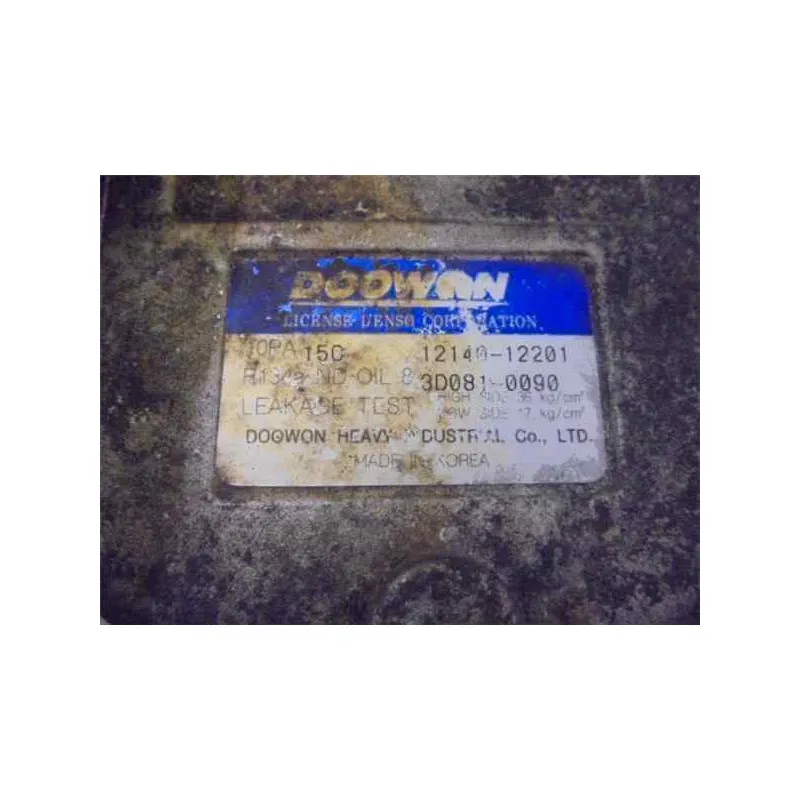 DOOWON
LICENSE DENSO CORPORATION
10PA 15C 12140-12201
R134a ND-OIL 8 3D081-0090
LEAKAGE TEST HIGH SIDE 36 kg/cm²
LOW SIDE 17 kg/cm²
DOOWON HEAVY INDUSTRIAL Co., LTD.
MADE IN KOREA